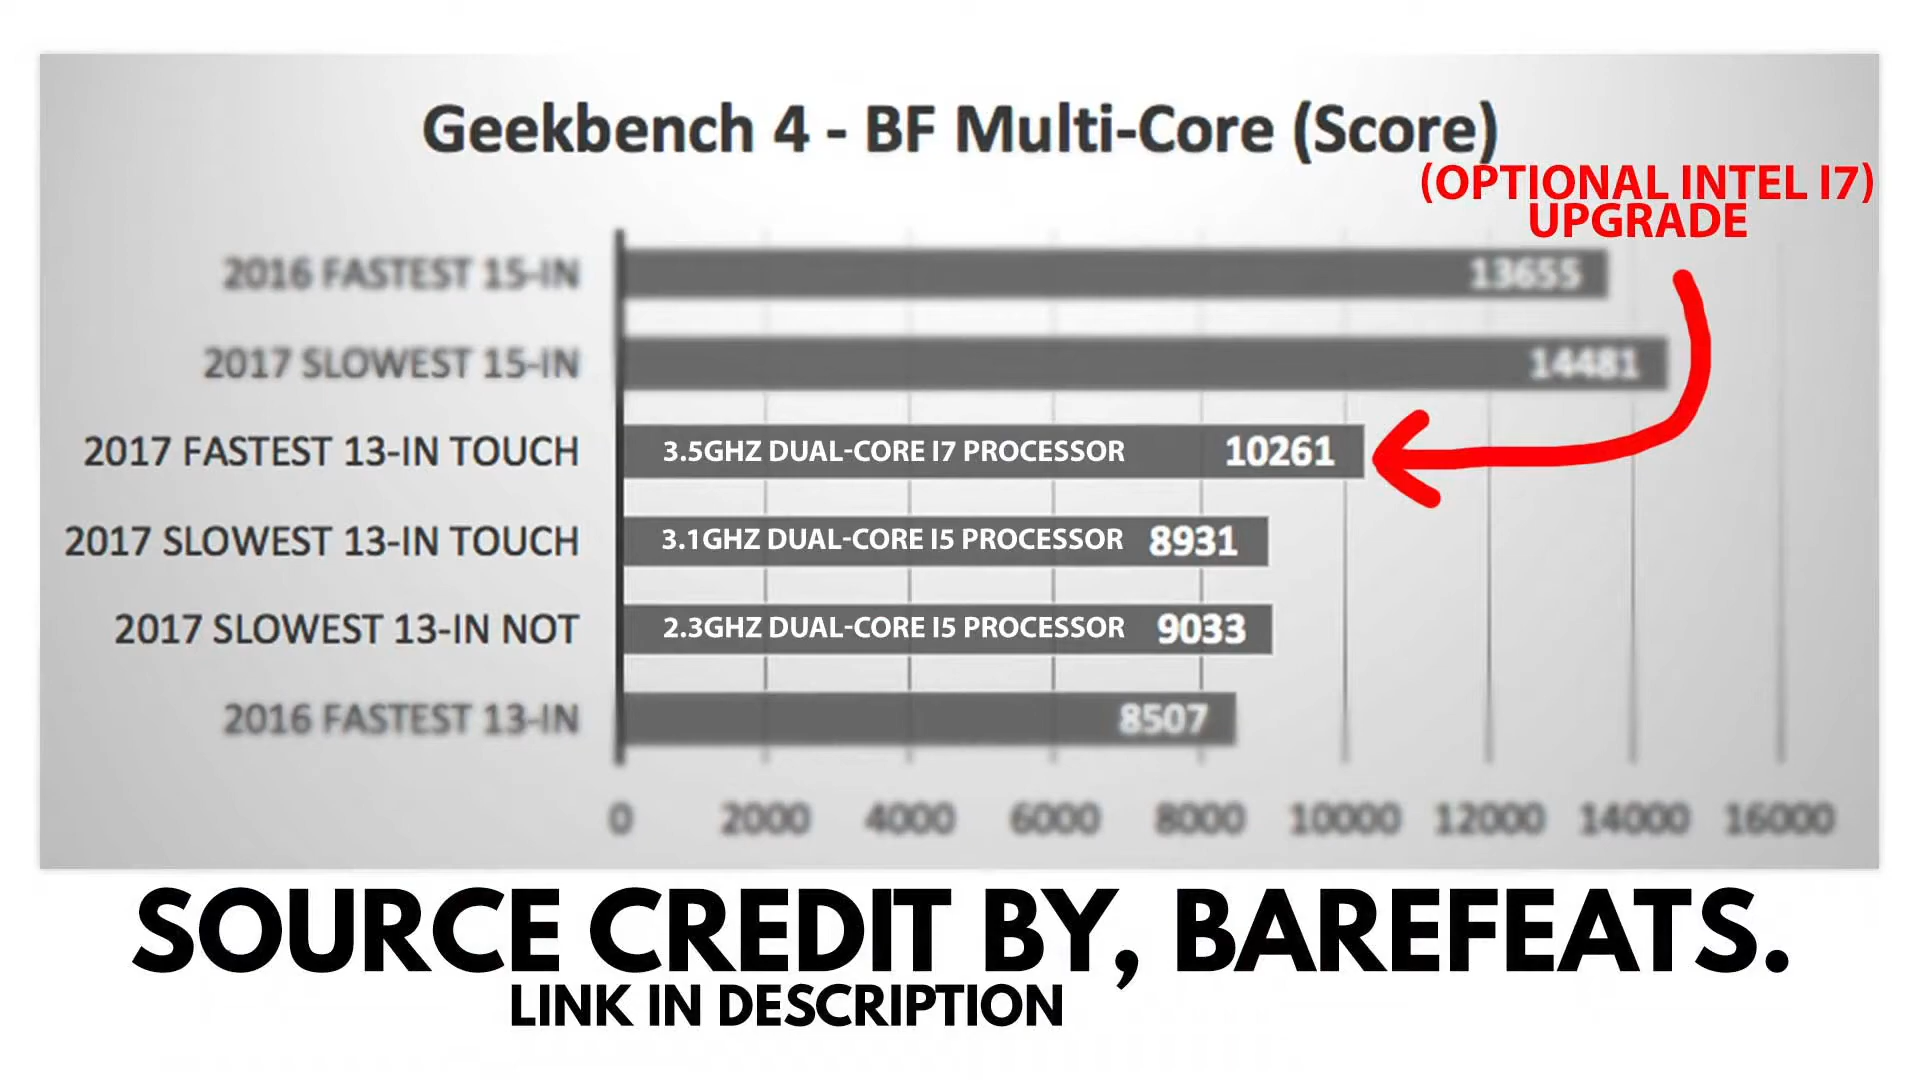 Geekbench 4 - BF Multi-Core (Score)
(OPTIONAL INTEL I7)
UPGRADE
2016 FASTEST 15-IN 13655
2017 SLOWEST 15-IN 14481
2017 FASTEST 13-IN TOUCH 3.5GHZ DUAL-CORE I7 PROCESSOR 10261
2017 SLOWEST 13-IN TOUCH 3.1GHZ DUAL-CORE I5 PROCESSOR 8931
2017 SLOWEST 13-IN NOT 2.3GHZ DUAL-CORE I5 PROCESSOR 9033
2016 FASTEST 13-IN 8507
0 2000 4000 6000 8000 10000 12000 14000 16000
SOURCE CREDIT BY, BAREFEATS.
LINK IN DESCRIPTION